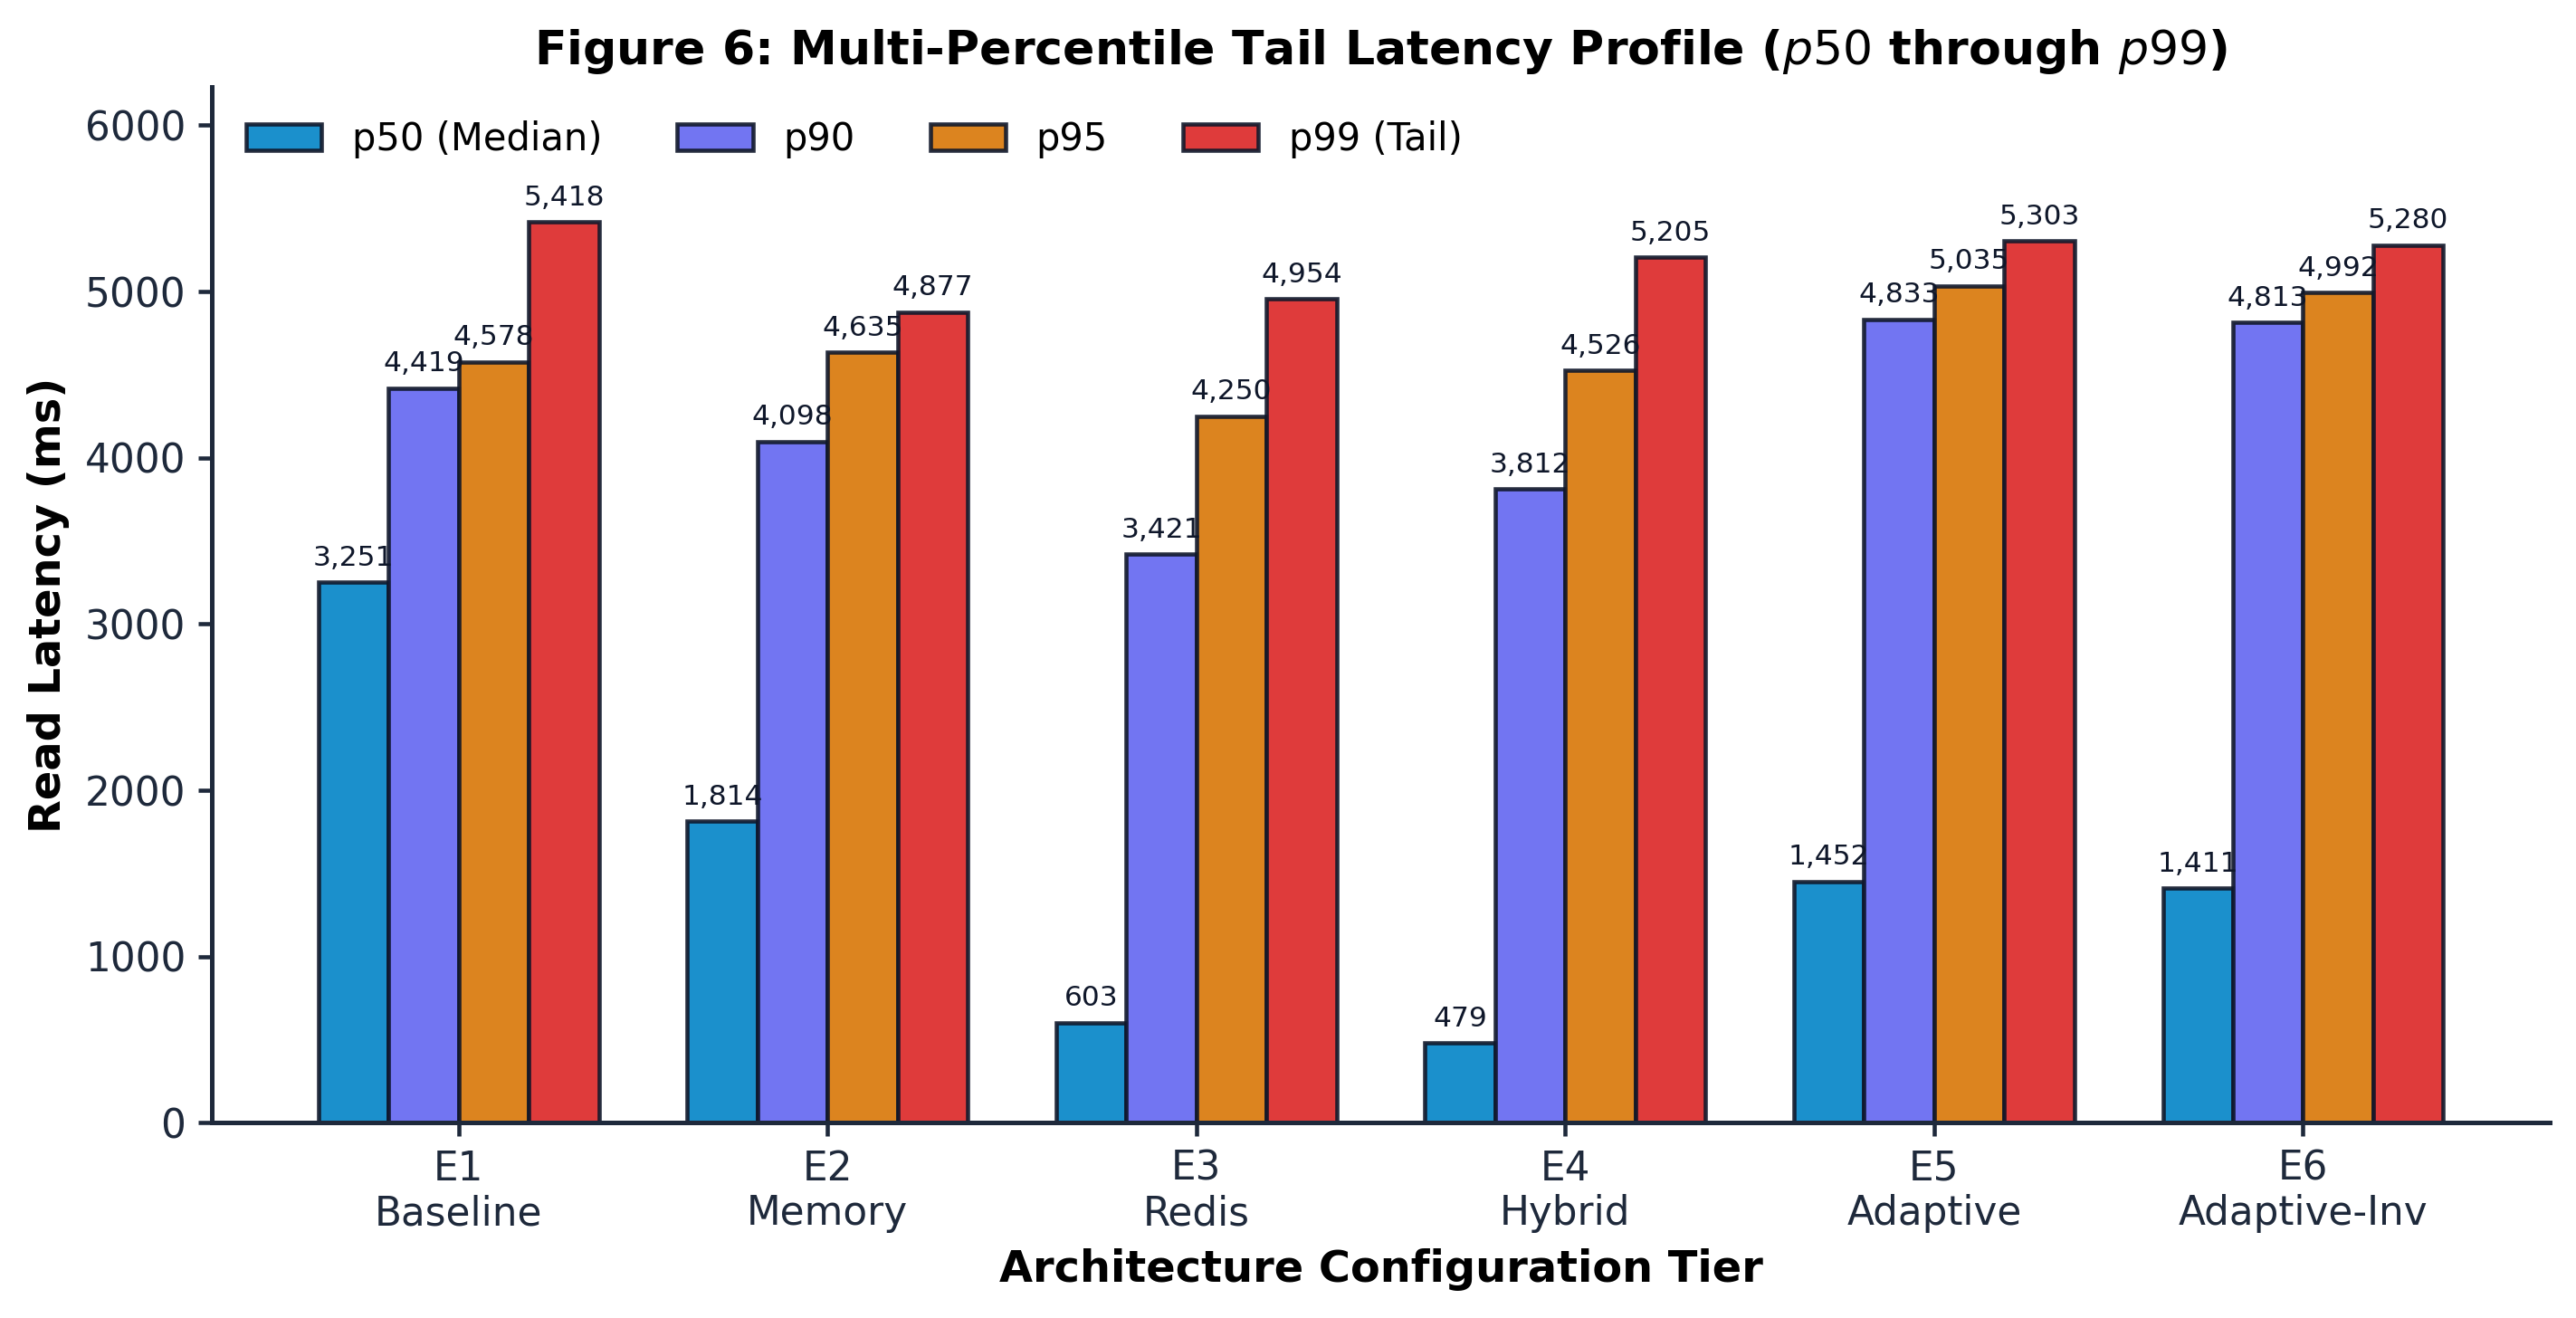 Figure 6: Multi-Percentile Tail Latency Profile (p50 through p99)
p50 (Median)
p90
p95
p99 (Tail)
Read Latency (ms)
6000
5000
4000
3000
2000
1000
0
3,251
4,419
4,578
5,418
1,814
4,098
4,635
4,877
603
3,421
4,250
4,954
479
3,812
4,526
5,205
1,452
4,833
5,035
5,303
1,411
4,813
4,992
5,280
E1
Baseline
E2
Memory
E3
Redis
E4
Hybrid
E5
Adaptive
E6
Adaptive-Inv
Architecture Configuration Tier